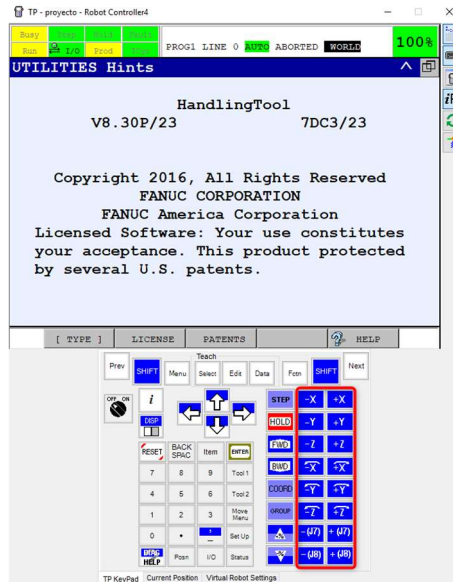 TP - proyecto - Robot Controller4
Busy Step Hold Fault
Run I/O Prod TCyc
PROG1 LINE 0 AUTO ABORTED WORLD
100%
UTILITIES Hints
HandlingTool
V8.30P/23 7DC3/23
Copyright 2016, All Rights Reserved
FANUC CORPORATION
FANUC America Corporation
Licensed Software: Your use constitutes
your acceptance. This product protected
by several U.S. patents.
[ TYPE ] LICENSE PATENTS HELP
Teach
Prev SHIFT Menu Select Edit Data Fctn SHIFT Next
OFF ON i STEP -X +X
DISP HOLD -Y +Y
FWD -Z +Z
RESET BACK SPAC Item ENTER
BWD -X +X
7 8 9 Tool 1
4 5 6 Tool 2 COORD -Y +Y
1 2 3 Move Menu GROUP -Z +Z
0 . - Set Up -(J7) +(J7)
DIAG HELP Posn I/O Status -(J8) +(J8)
TP KeyPad Current Position Virtual Robot Settings